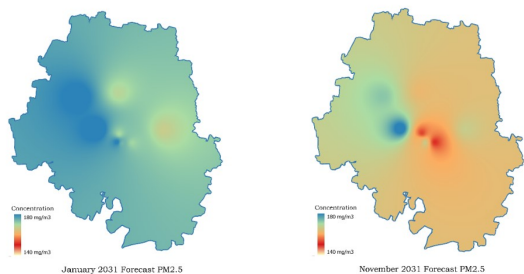 Concentration
180 mg/m3
140 mg/m3
January 2031 Forecast PM2.5
Concentration
180 mg/m3
140 mg/m3
November 2031 Forecast PM2.5